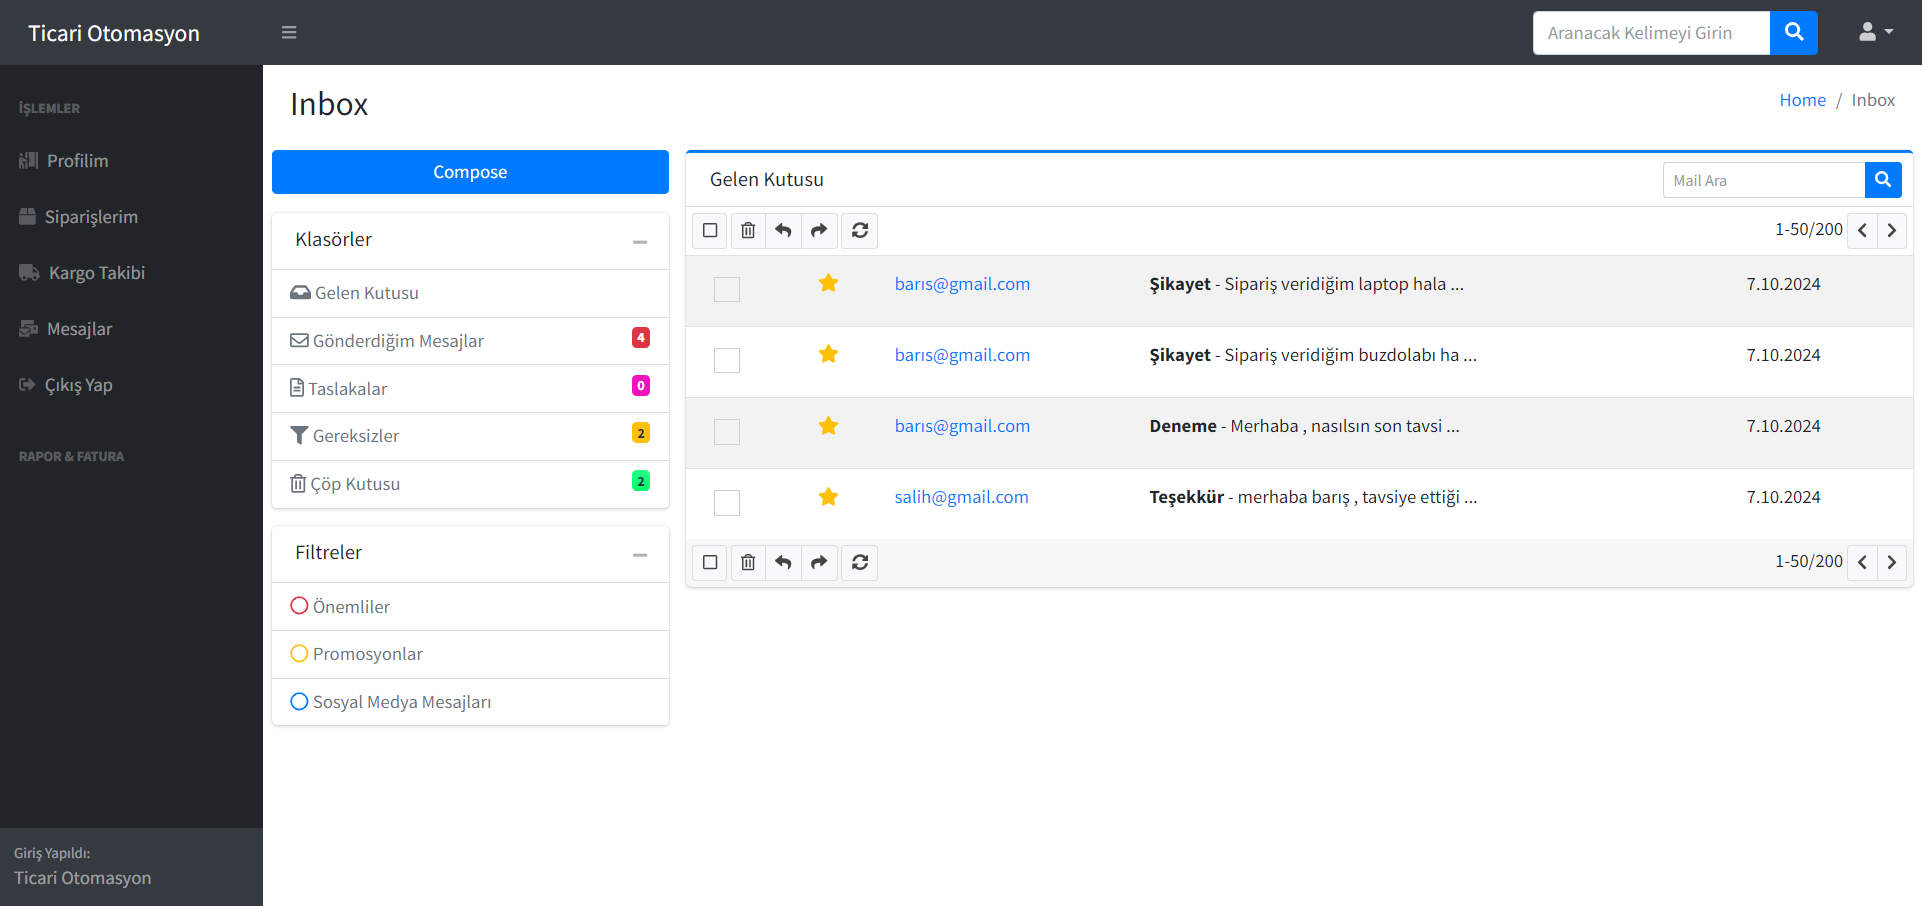 Ticari Otomasyon
Aranacak Kelimeyi Girin
İŞLEMLER
Profilim
Siparişlerim
Kargo Takibi
Mesajlar
Çıkış Yap
RAPOR & FATURA
Giriş Yapıldı:
Ticari Otomasyon
Inbox
Home / Inbox
Compose
Klasörler
Gelen Kutusu
Gönderdiğim Mesajlar 4
Taslakalar 0
Gereksizler 2
Çöp Kutusu 2
Filtreler
Önemliler
Promosyonlar
Sosyal Medya Mesajları
Gelen Kutusu
Mail Ara
1-50/200
barıs@gmail.com Şikayet - Sipariş veridiğim laptop hala ... 7.10.2024
barıs@gmail.com Şikayet - Sipariş veridiğim buzdolabı ha ... 7.10.2024
barıs@gmail.com Deneme - Merhaba , nasılsın son tavsi ... 7.10.2024
salih@gmail.com Teşekkür - merhaba barış , tavsiye ettiği ... 7.10.2024
1-50/200